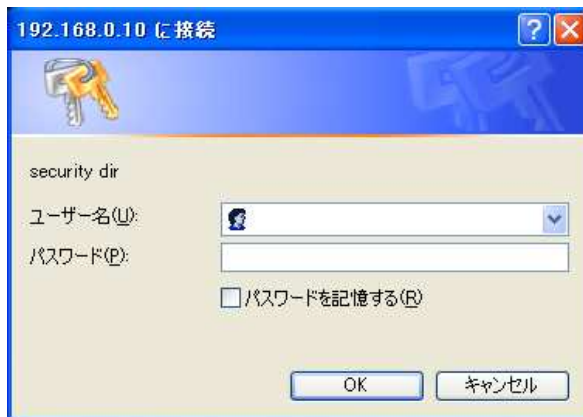 192.168.0.10 に接続
security dir
ユーザー名(U):
パスワード(P):
パスワードを記憶する(R)
OK キャンセル